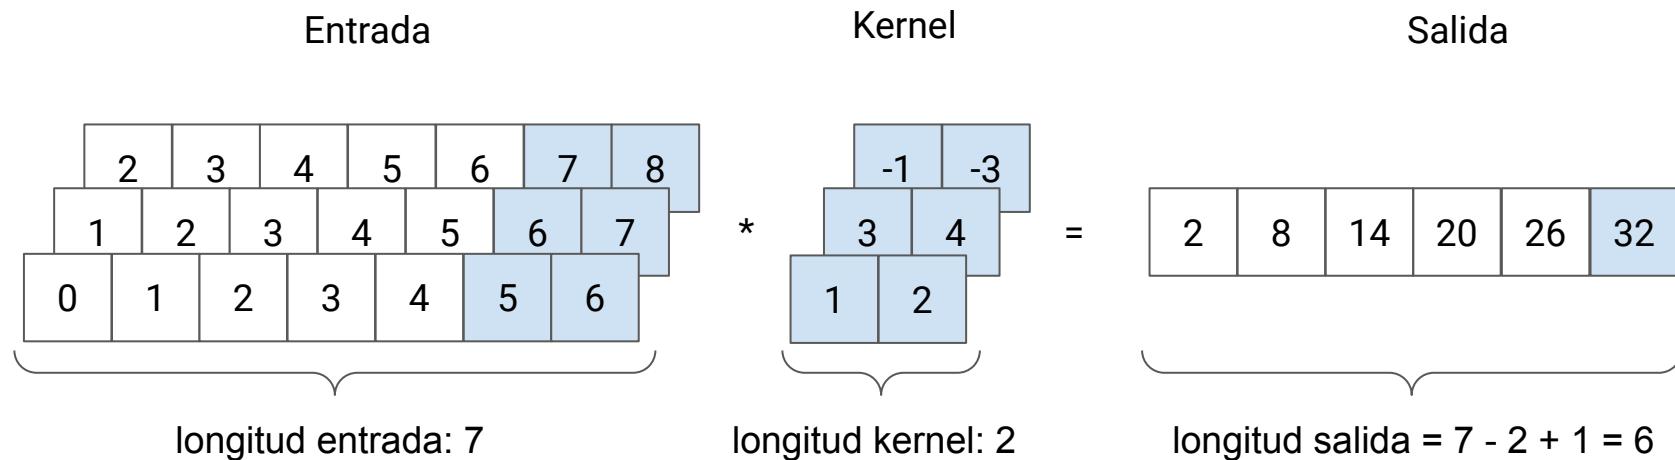 Entrada Kernel Salida
2 3 4 5 6 7 8 -1 -3
1 2 3 4 5 6 7 * 3 4 = 2 8 14 20 26 32
0 1 2 3 4 5 6 1 2
longitud entrada: 7 longitud kernel: 2 longitud salida = 7 - 2 + 1 = 6